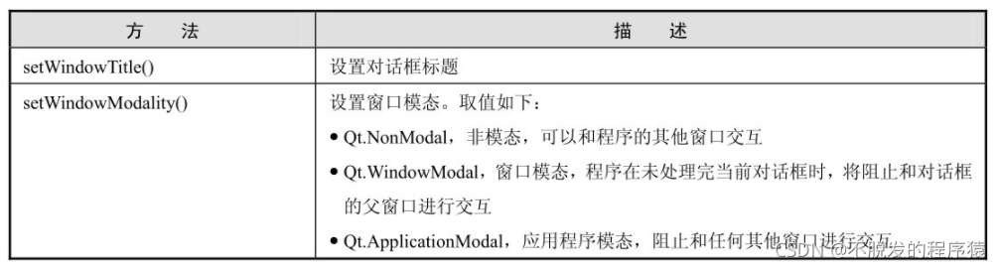 方 法 描 述
setWindowTitle() 设置对话框标题
setWindowModality() 设置窗口模态。取值如下：
● Qt.NonModal，非模态，可以和程序的其他窗口交互
● Qt.WindowModal，窗口模态，程序在未处理完当前对话框时，将阻止和对话框
的父窗口进行交互
● Qt.ApplicationModal，应用程序模态，阻止和任何其他窗口进行交互
CSDN @不脱发的程序猿